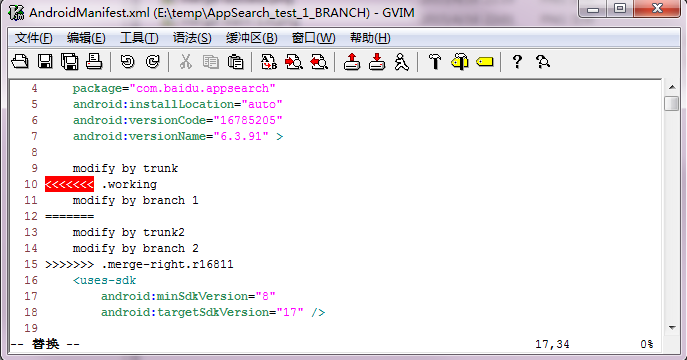 AndroidManifest.xml (E:\temp\AppSearch_test_1_BRANCH) - GVIM
文件(F) 编辑(E) 工具(T) 语法(S) 缓冲区(B) 窗口(W) 帮助(H)
4 package="com.baidu.appsearch"
5 android:installLocation="auto"
6 android:versionCode="16785205"
7 android:versionName="6.3.91" >
8
9 modify by trunk
10 <<<<<<< .working
11 modify by branch 1
12 =======
13 modify by trunk2
14 modify by branch 2
15 >>>>>>> .merge-right.r16811
16 <uses-sdk
17 android:minSdkVersion="8"
18 android:targetSdkVersion="17" />
19
-- 替换 -- 17,34 0%